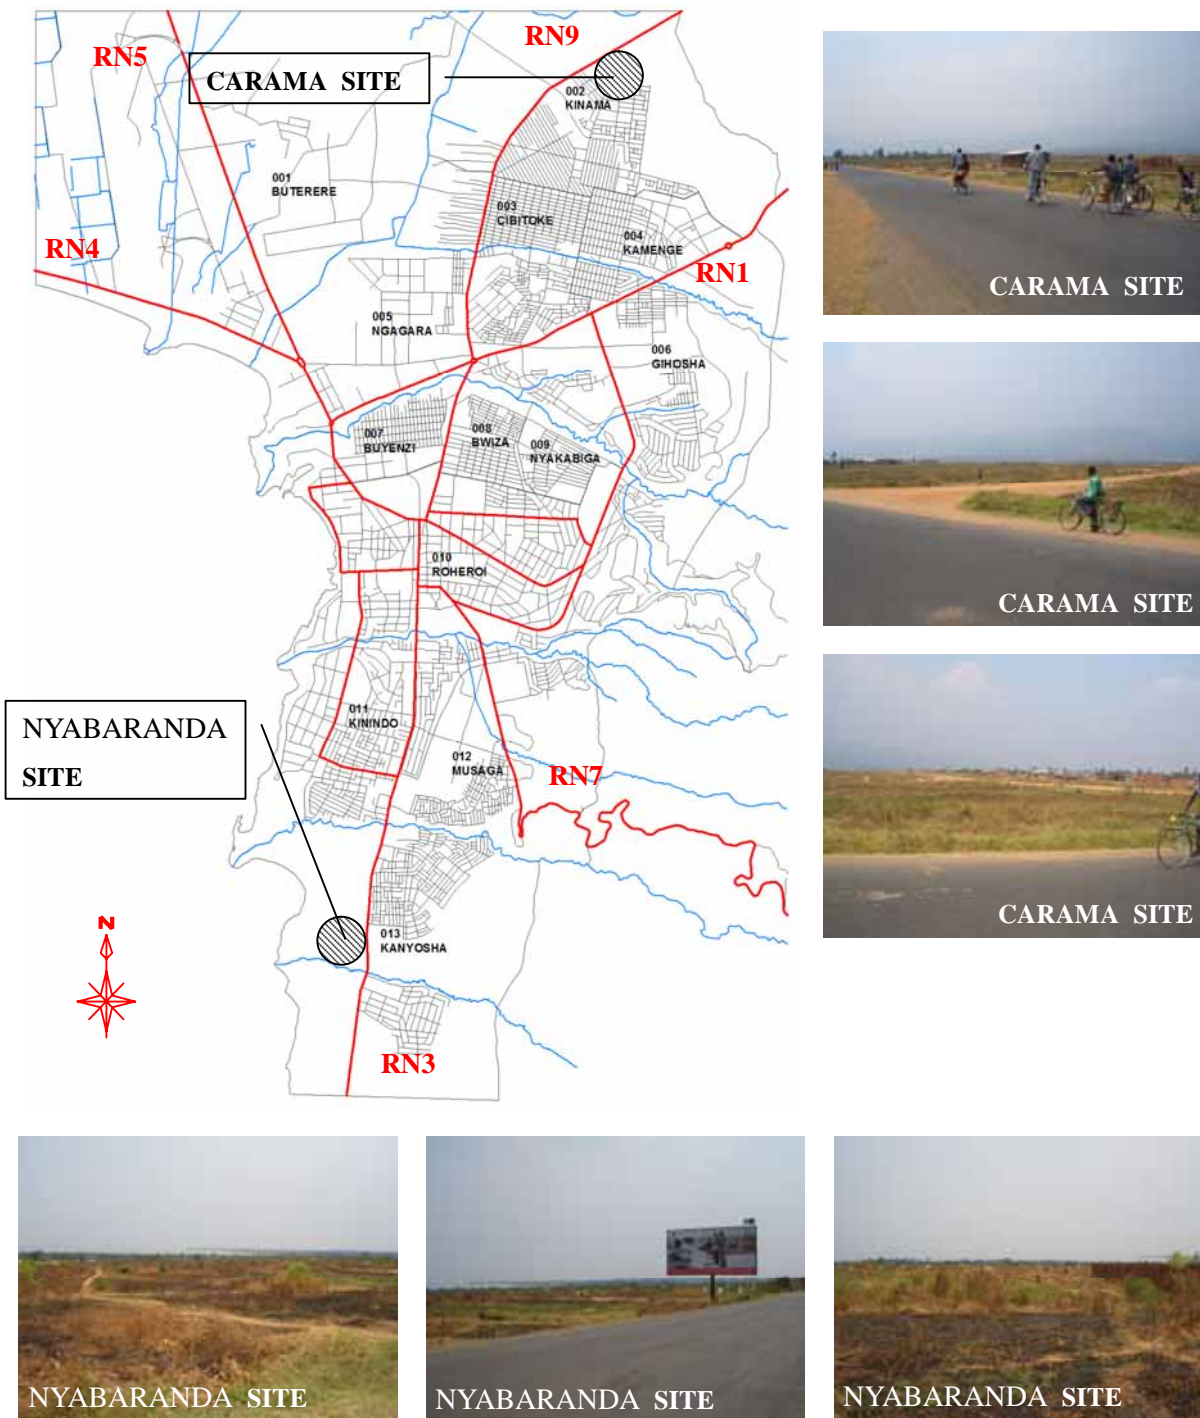 RN9
RN5
CARAMA SITE
002
KINAMA
001
BUTERERE
003
CIBITOKE
004
KAMENGE
RN4
RN1
005
NGAGARA
006
GIHOSHA
007
BUYENZI
008
BWIZA
009
NYAKABIGA
010
ROHEROI
011
KININDO
NYABARANDA
SITE
012
MUSAGA
RN7
N
013
KANYOSHA
RN3
CARAMA SITE
CARAMA SITE
CARAMA SITE
NYABARANDA SITE
NYABARANDA SITE
NYABARANDA SITE